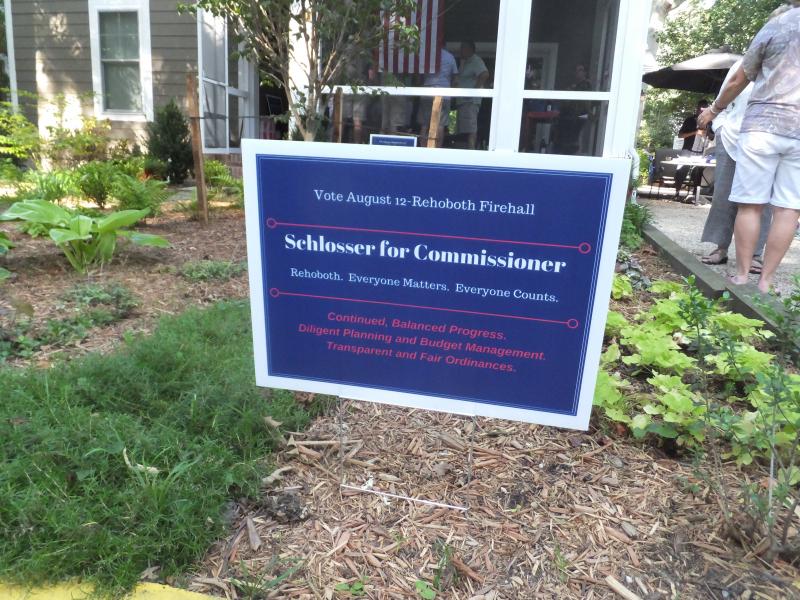 Vote August 12-Rehoboth Firehall
Schlosser for Commissioner
Rehoboth. Everyone Matters. Everyone Counts.
Continued, Balanced Progress.
Diligent Planning and Budget Management.
Transparent and Fair Ordinances.